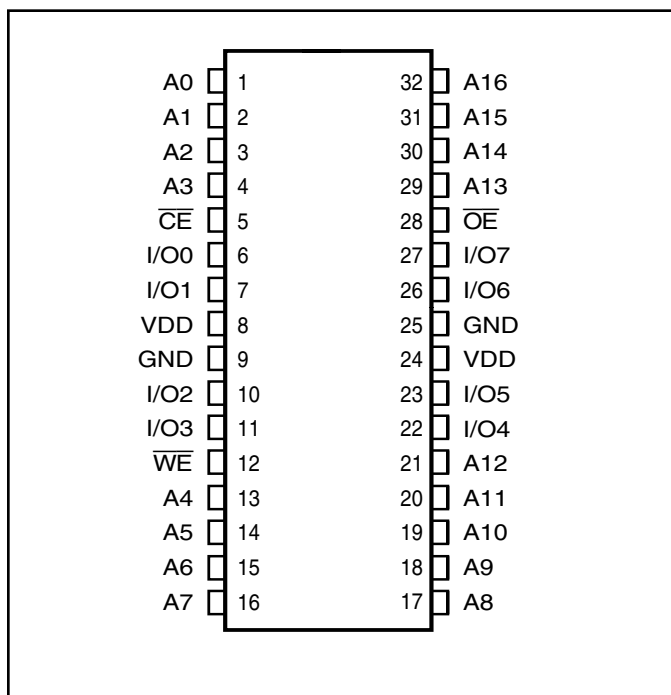 A0 1 32 A16
A1 2 31 A15
A2 3 30 A14
A3 4 29 A13
C̅E̅ 5 28 O̅E̅
I/O0 6 27 I/O7
I/O1 7 26 I/O6
VDD 8 25 GND
GND 9 24 VDD
I/O2 10 23 I/O5
I/O3 11 22 I/O4
W̅E̅ 12 21 A12
A4 13 20 A11
A5 14 19 A10
A6 15 18 A9
A7 16 17 A8